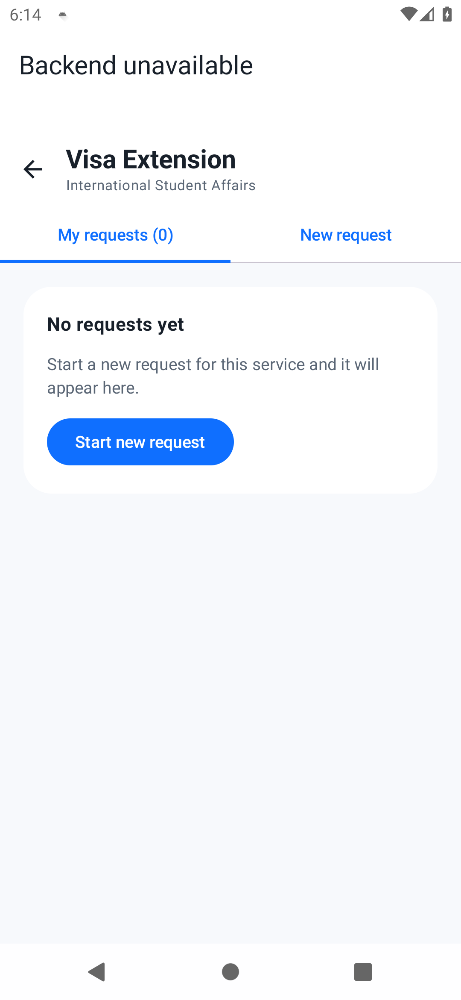 6:14
Backend unavailable
Visa Extension
International Student Affairs
My requests (0)
New request
No requests yet
Start a new request for this service and it will
appear here.
Start new request